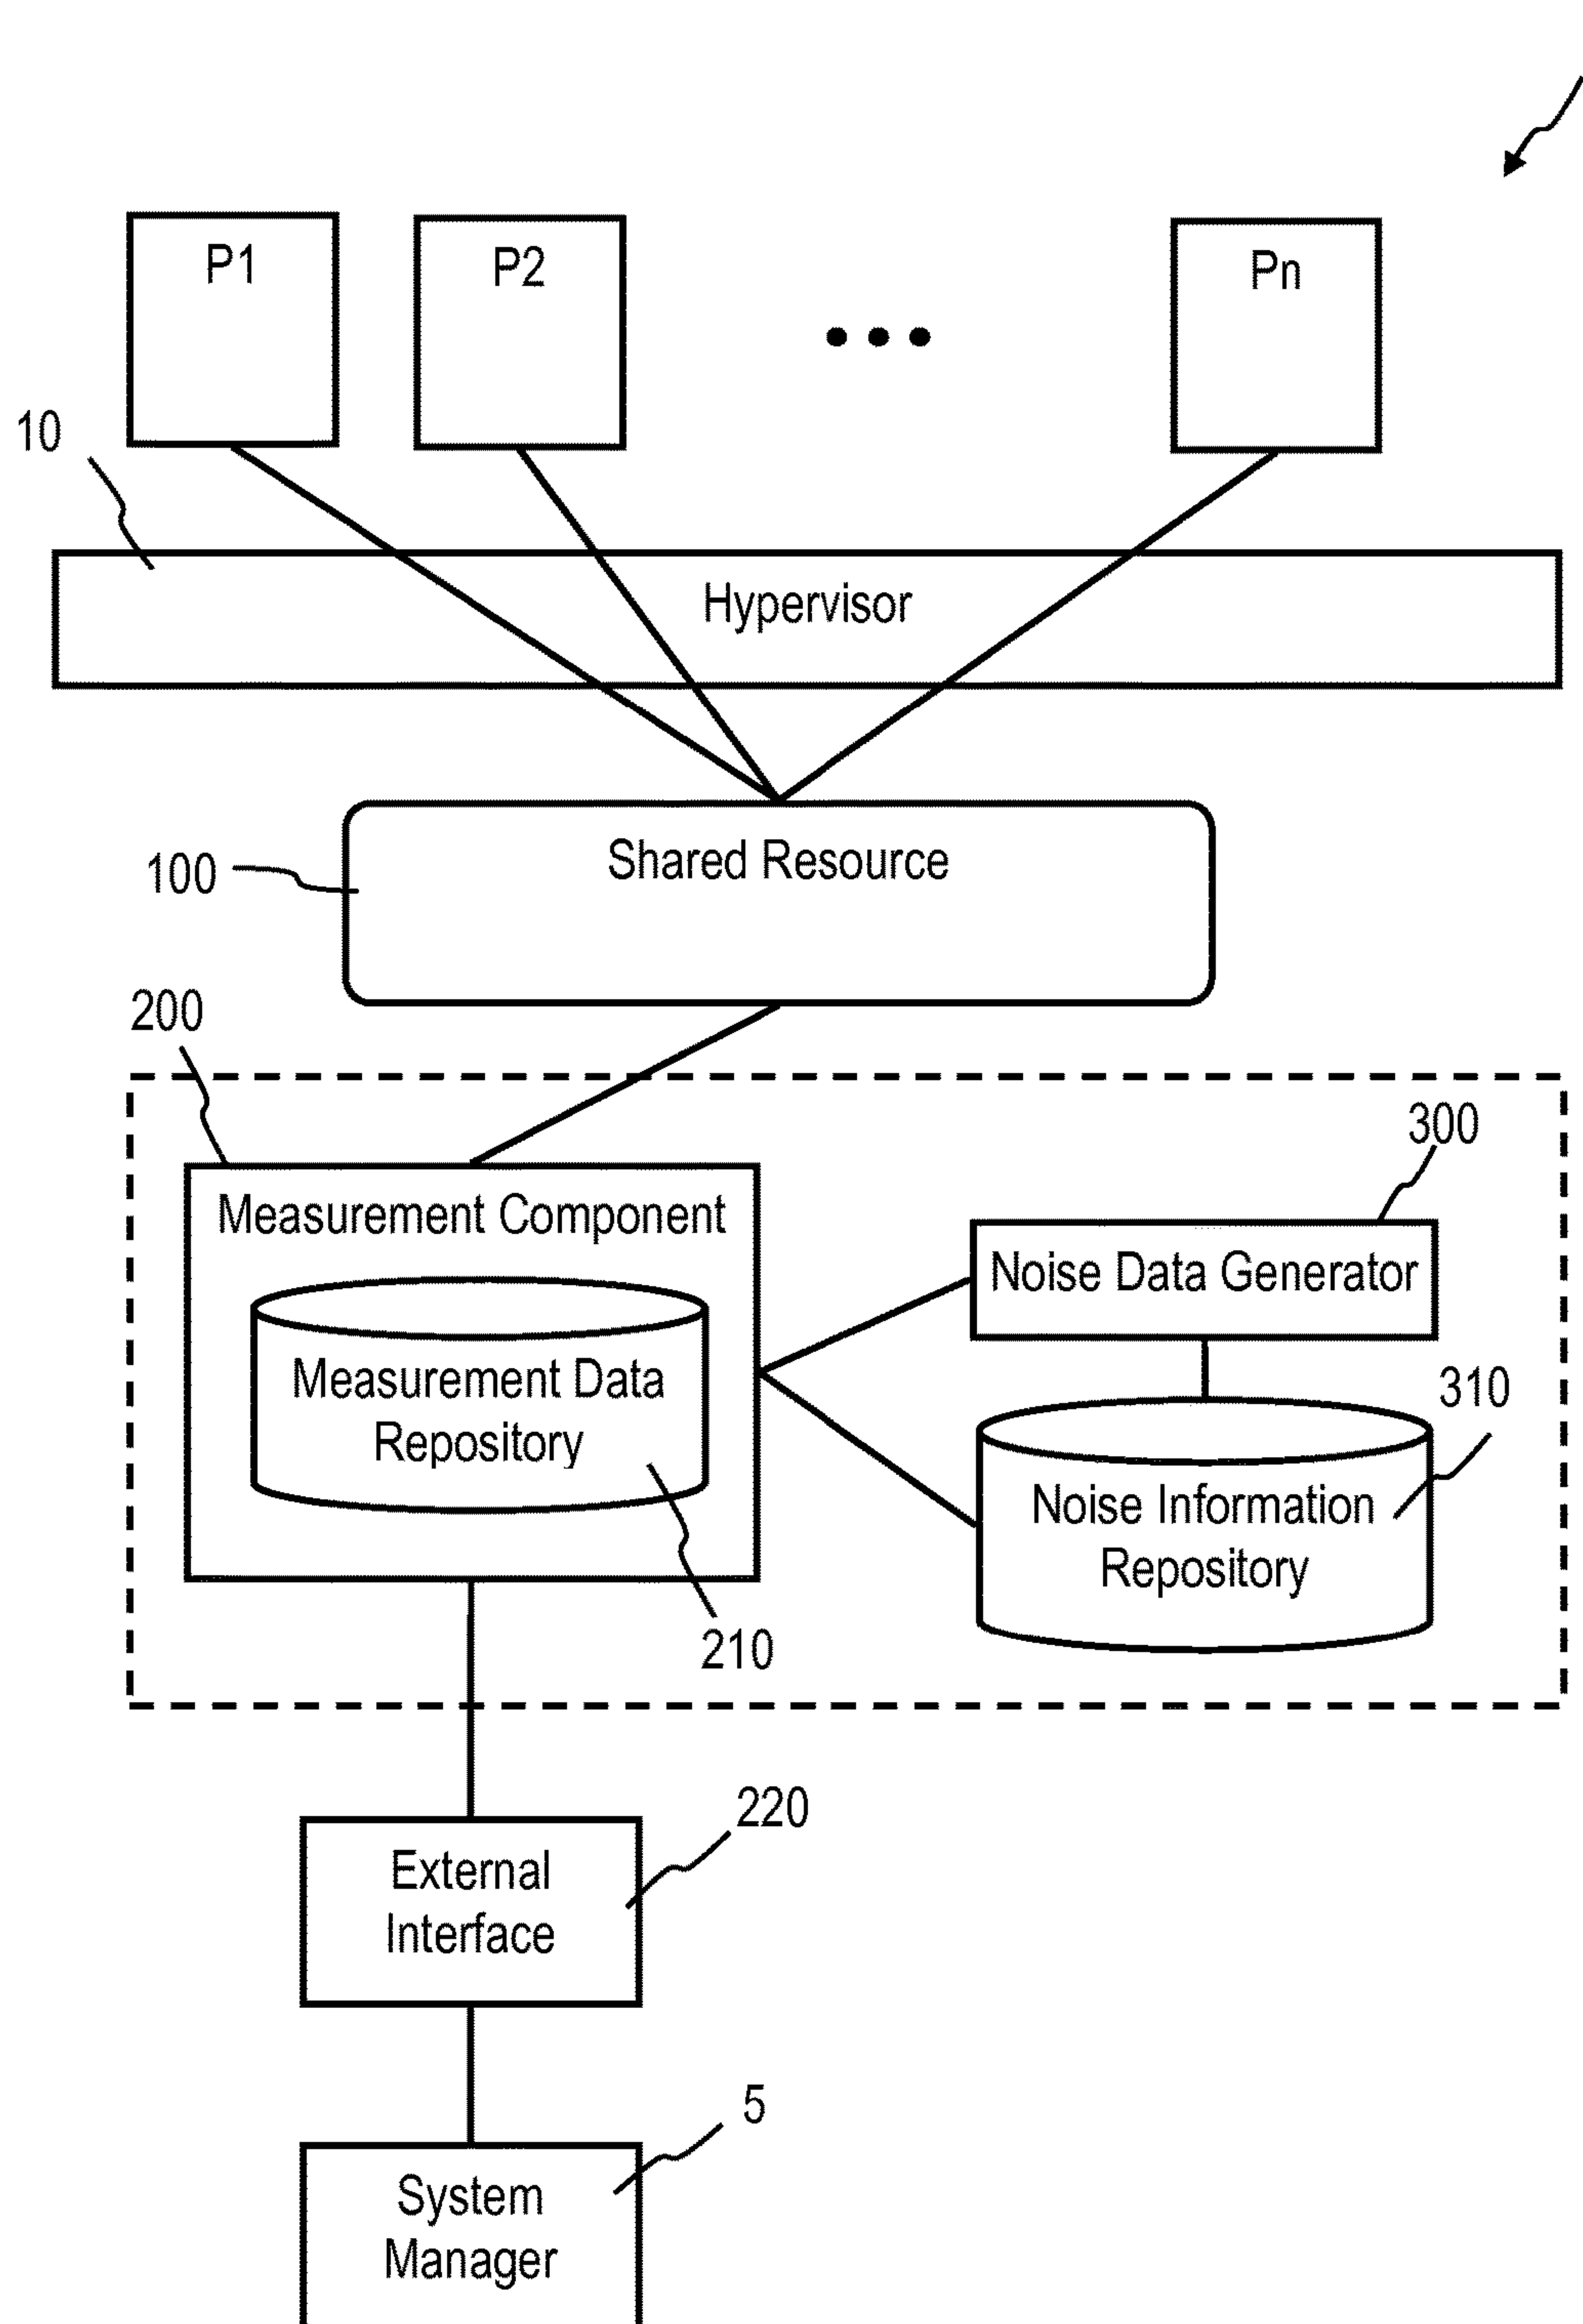 P1
P2
Pn
10
Hypervisor
100
Shared Resource
200
300
Measurement Component
Noise Data Generator
Measurement Data
Repository
310
Noise Information
Repository
210
220
External
Interface
5
System
Manager